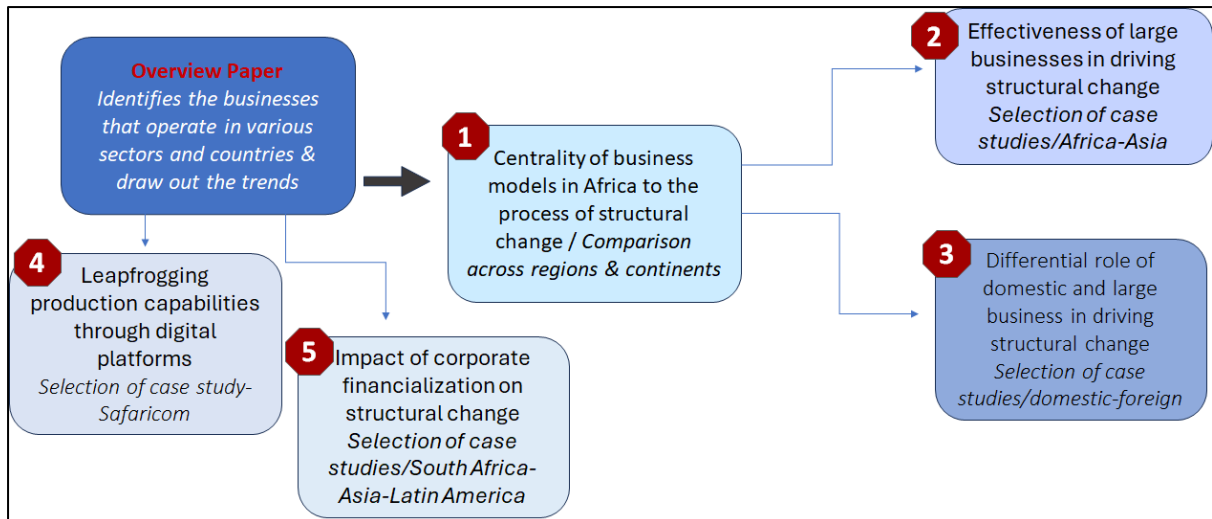 Overview Paper
Identifies the businesses
that operate in various
sectors and countries &
draw out the trends
1
Centrality of business
models in Africa to the
process of structural
change / Comparison
across regions & continents
2
Effectiveness of large
businesses in driving
structural change
Selection of case
studies/Africa-Asia
3
Differential role of
domestic and large
business in driving
structural change
Selection of case
studies/domestic-foreign
4
Leapfrogging
production capabilities
through digital
platforms
Selection of case study-
Safaricom
5
Impact of corporate
financialization on
structural change
Selection of case
studies/South Africa-
Asia-Latin America